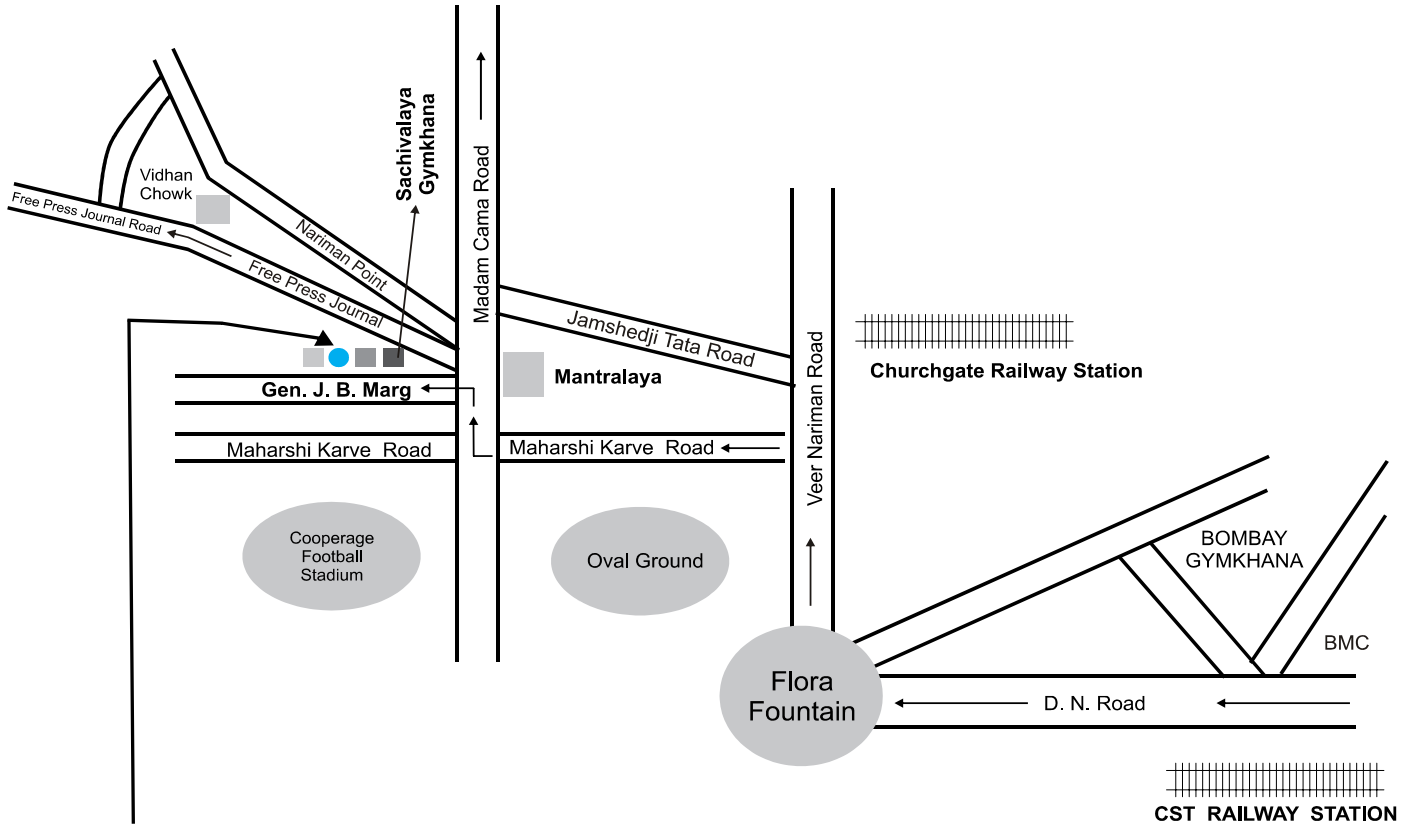 Sachivalaya
Gymkhana
Madam Cama Road
Vidhan
Chowk
Free Press Journal Road
Nariman Point
Free Press Journal
Jamshedji Tata Road
Veer Nariman Road
Churchgate Railway Station
Mantralaya
Gen. J. B. Marg
Maharshi Karve Road
Maharshi Karve Road
Cooperage
Football
Stadium
Oval Ground
BOMBAY
GYMKHANA
BMC
Flora
Fountain
D. N. Road
CST RAILWAY STATION